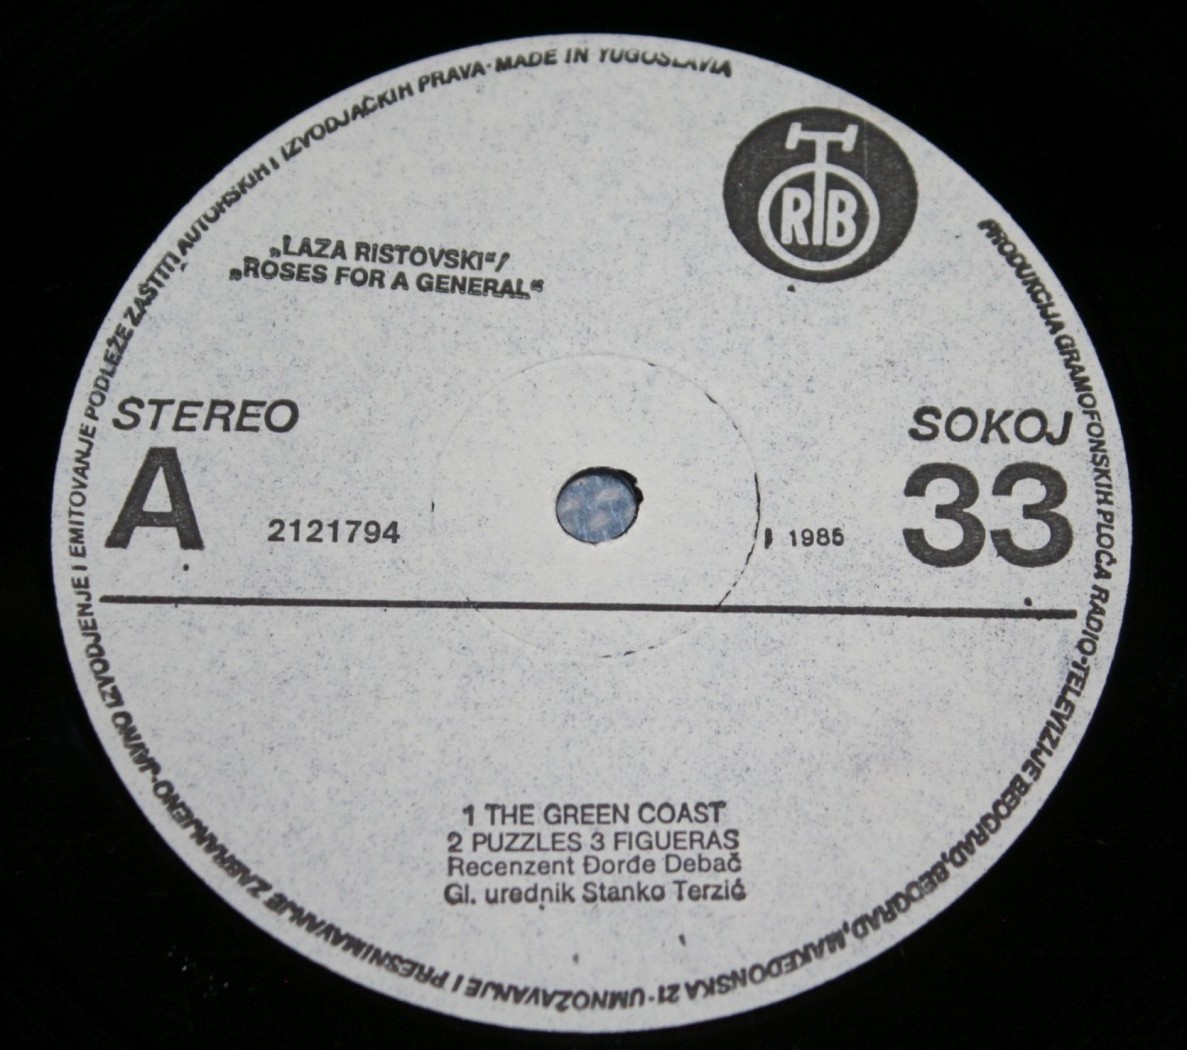 PRODUKCIJA GRAMOFONSKIH PLOČA RADIO-TELEVIZIJE BEOGRAD, BEOGRAD, MAKEDONSKA 21·UMNOŽAVANJE I PRESNIMAVANJE ZABRANJENO·JAVNO IZVODJENJE I EMITOVANJE PODLEŽE ZAŠTITI AUTORSKIH I IZVODJAČKIH PRAVA·MADE IN YUGOSLAVIA
RTB
„LAZA RISTOVSKI“/
„ROSES FOR A GENERAL“
STEREO
SOKOJ
A
33
2121794
1985
1 THE GREEN COAST
2 PUZZLES 3 FIGUERAS
Recenzent Đorđe Debač
Gl. urednik Stanko Terzić